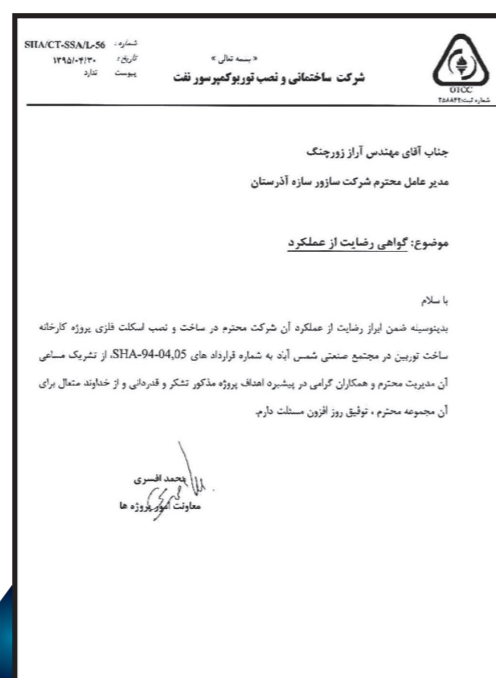 شماره : SHA/CT-SSA/L-56
تاریخ : ۱۳۹۵/۰۴/۳۰
پیوست ندارد
« بسمه تعالی »
شرکت ساختمانی و نصب توربوکمپرسور نفت
OTCC
شماره ثبت:۲۵۸۸۴۲
جناب آقای مهندس آراز زورچنگ
مدیر عامل محترم شرکت سازور سازه آذرستان
موضوع: گواهی رضایت از عملکرد
با سلام
بدینوسیله ضمن ابراز رضایت از عملکرد آن شرکت محترم در ساخت و نصب اسکلت فلزی پروژه کارخانه
ساخت توربین در مجتمع صنعتی شمس آباد به شماره قرارداد های SHA-94-04,05، از تشریک مساعی
آن مدیریت محترم و همکاران گرامی در پیشبرد اهداف پروژه مذکور تشکر و قدردانی و از خداوند متعال برای
آن مجموعه محترم ، توفیق روز افزون مسئلت دارم.
محمد افسری
معاونت امور پروژه ها